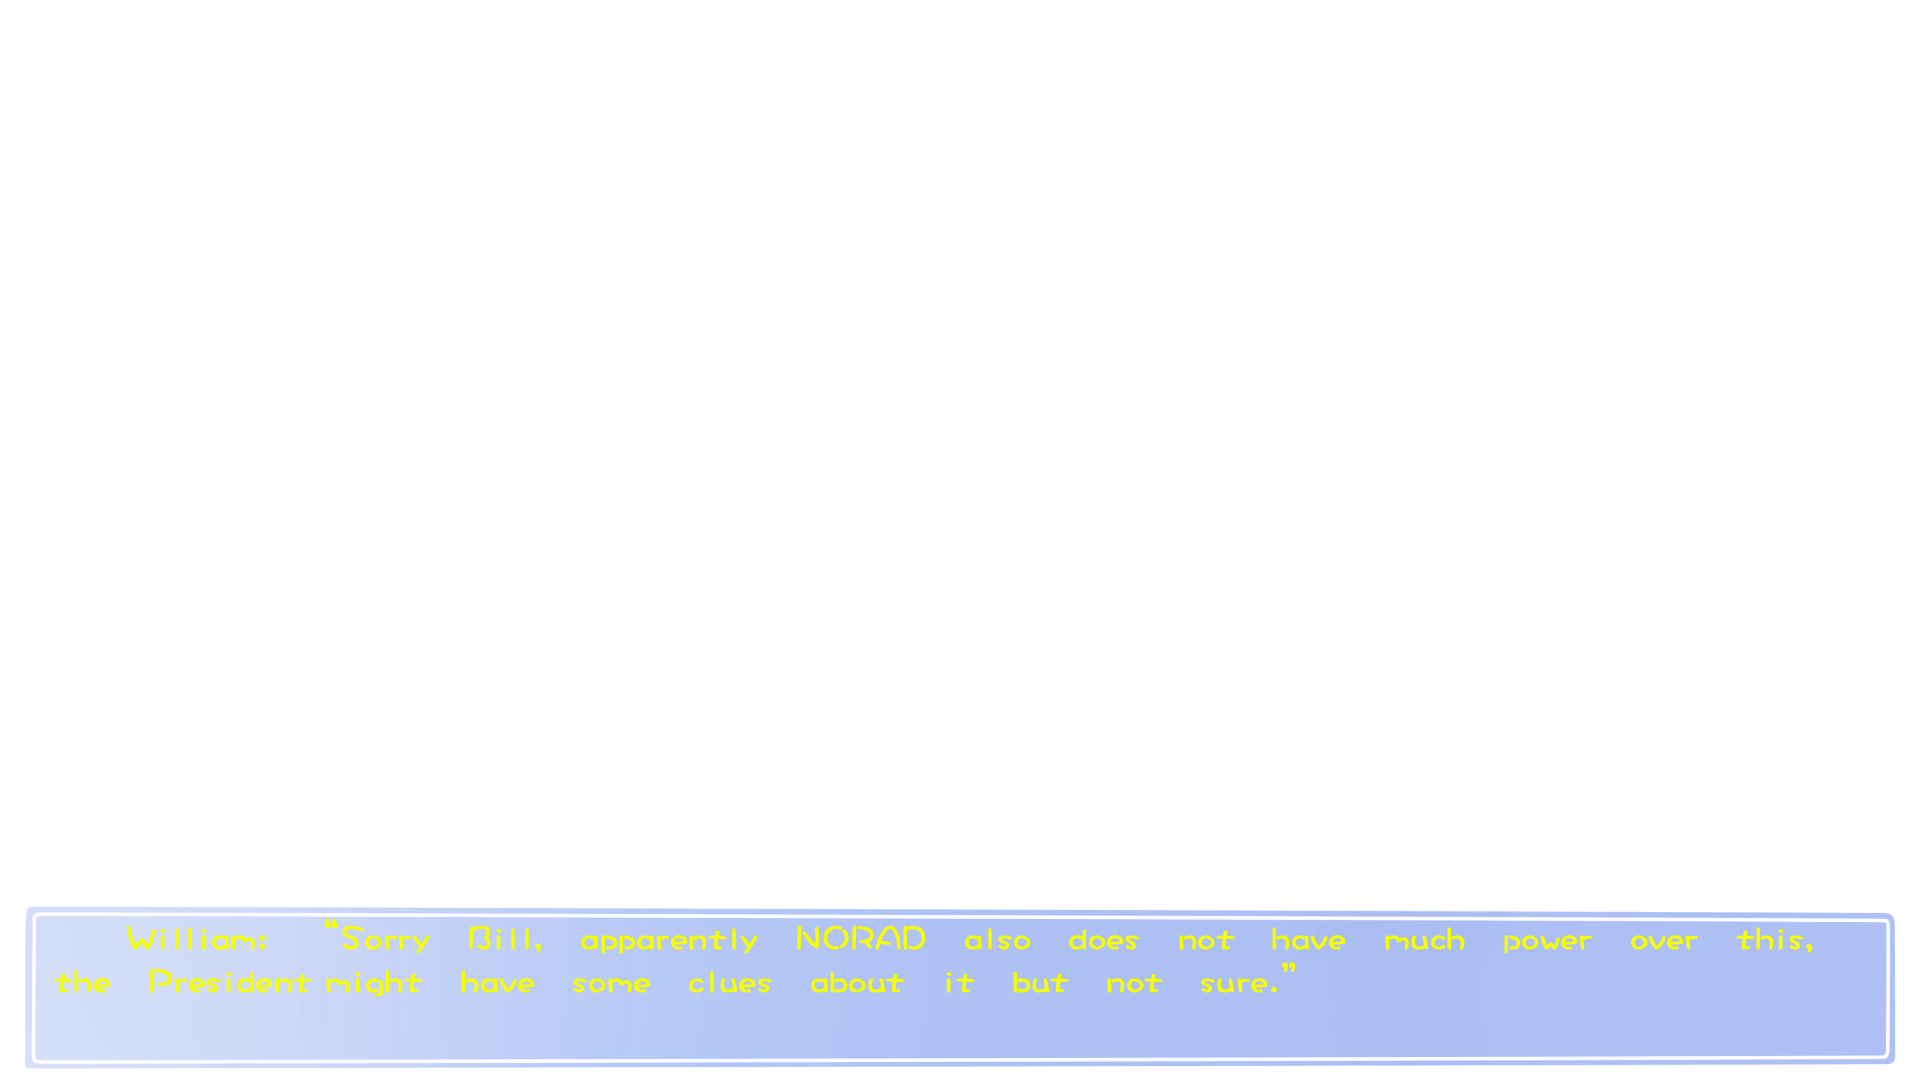 William: “Sorry Bill, apparently NORAD also does not have much power over this,
the President might have some clues about it but not sure.”